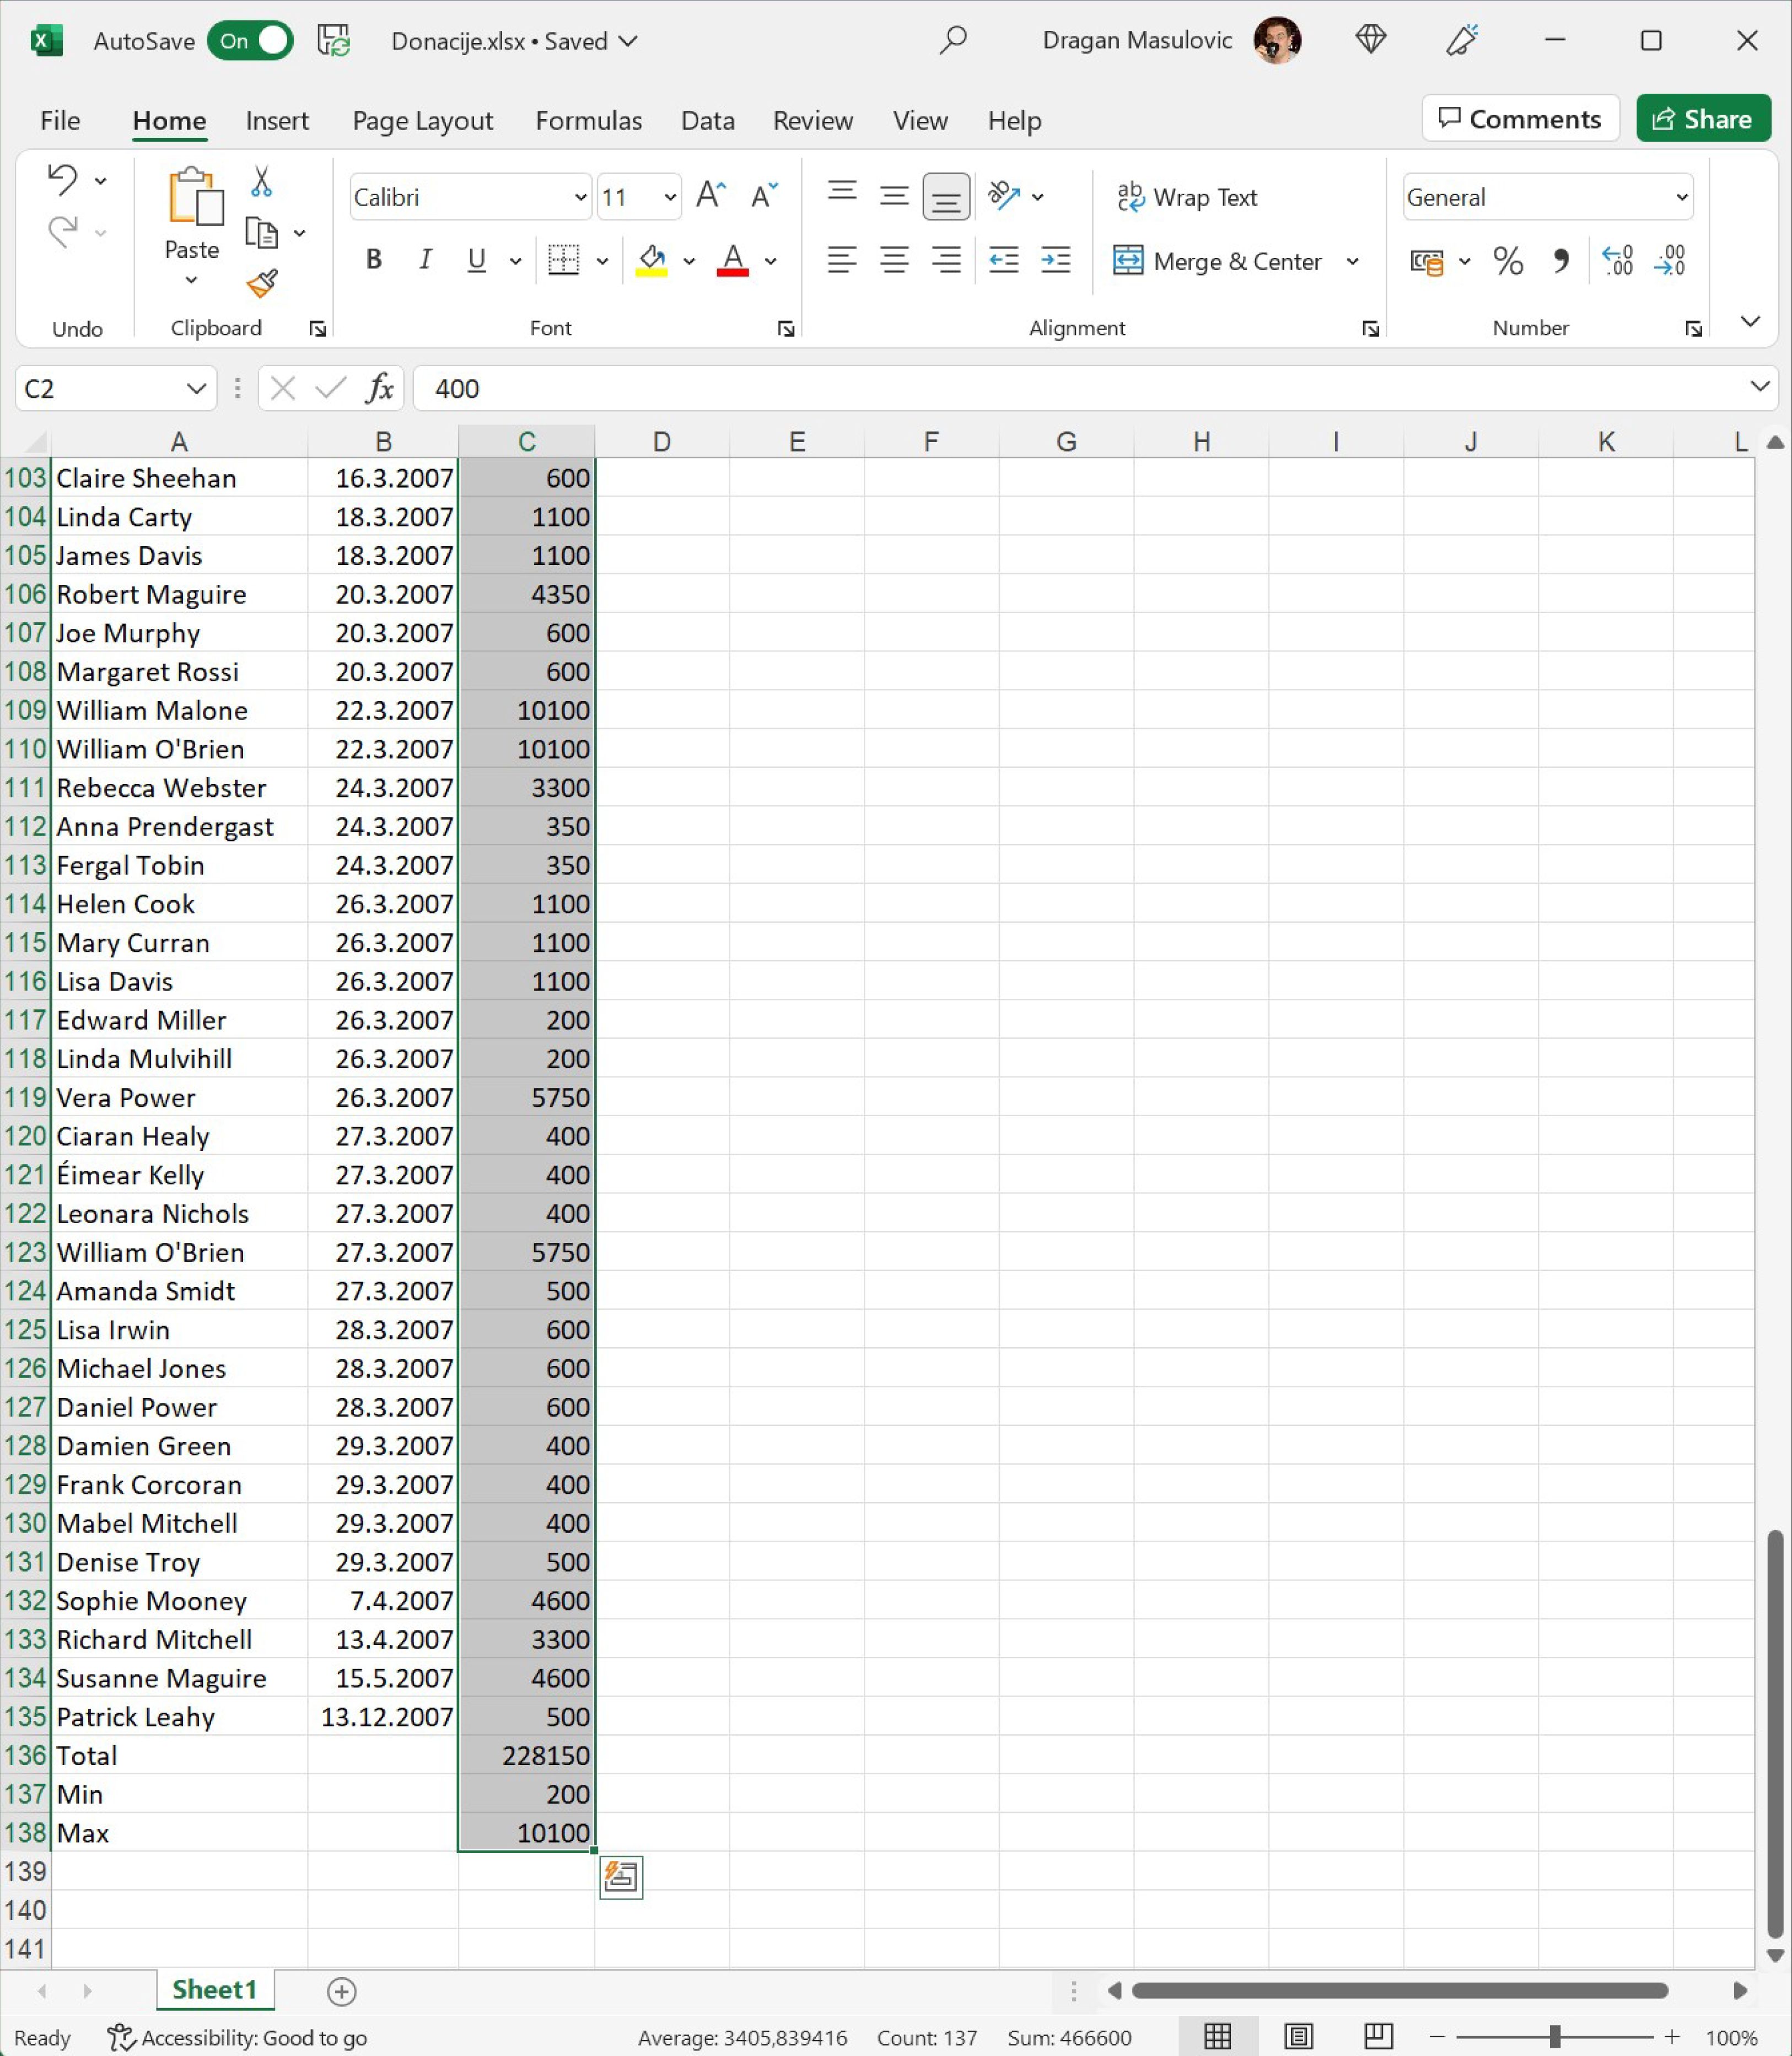 AutoSave On Donacije.xlsx • Saved Dragan Masulovic
File Home Insert Page Layout Formulas Data Review View Help Comments Share
Paste Calibri 11 Wrap Text General
B I U A Merge & Center % 
Undo Clipboard Font Alignment Number
C2 fx 400
A B C D E F G H I J K L
103 Claire Sheehan 16.3.2007 600
104 Linda Carty 18.3.2007 1100
105 James Davis 18.3.2007 1100
106 Robert Maguire 20.3.2007 4350
107 Joe Murphy 20.3.2007 600
108 Margaret Rossi 20.3.2007 600
109 William Malone 22.3.2007 10100
110 William O'Brien 22.3.2007 10100
111 Rebecca Webster 24.3.2007 3300
112 Anna Prendergast 24.3.2007 350
113 Fergal Tobin 24.3.2007 350
114 Helen Cook 26.3.2007 1100
115 Mary Curran 26.3.2007 1100
116 Lisa Davis 26.3.2007 1100
117 Edward Miller 26.3.2007 200
118 Linda Mulvihill 26.3.2007 200
119 Vera Power 26.3.2007 5750
120 Ciaran Healy 27.3.2007 400
121 Éimear Kelly 27.3.2007 400
122 Leonara Nichols 27.3.2007 400
123 William O'Brien 27.3.2007 5750
124 Amanda Smidt 27.3.2007 500
125 Lisa Irwin 28.3.2007 600
126 Michael Jones 28.3.2007 600
127 Daniel Power 28.3.2007 600
128 Damien Green 29.3.2007 400
129 Frank Corcoran 29.3.2007 400
130 Mabel Mitchell 29.3.2007 400
131 Denise Troy 29.3.2007 500
132 Sophie Mooney 7.4.2007 4600
133 Richard Mitchell 13.4.2007 3300
134 Susanne Maguire 15.5.2007 4600
135 Patrick Leahy 13.12.2007 500
136 Total 228150
137 Min 200
138 Max 10100
139
140
141
Sheet1
Ready Accessibility: Good to go Average: 3405,839416 Count: 137 Sum: 466600 100%